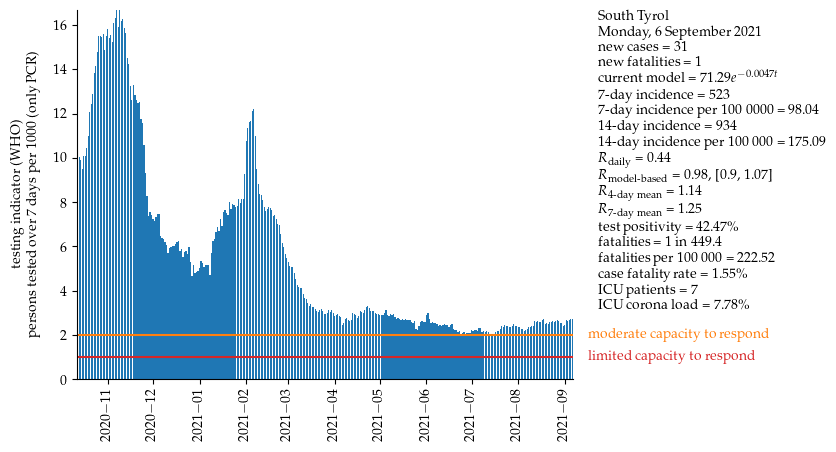 South Tyrol
Monday, 6 September 2021
new cases = 31
new fatalities = 1
current model = 71.29e^{−0.0047t}
7-day incidence = 523
7-day incidence per 100 0000 = 98.04
14-day incidence = 934
14-day incidence per 100 000 = 175.09
R_daily = 0.44
R_model-based = 0.98, [0.9, 1.07]
R_4-day mean = 1.14
R_7-day mean = 1.25
test positivity = 42.47%
fatalities = 1 in 449.4
fatalities per 100 000 = 222.52
case fatality rate = 1.55%
ICU patients = 7
ICU corona load = 7.78%
moderate capacity to respond
limited capacity to respond
testing indicator (WHO)
persons tested over 7 days per 1000 (only PCR)
16
14
12
10
8
6
4
2
0
2020−11
2020−12
2021−01
2021−02
2021−03
2021−04
2021−05
2021−06
2021−07
2021−08
2021−09